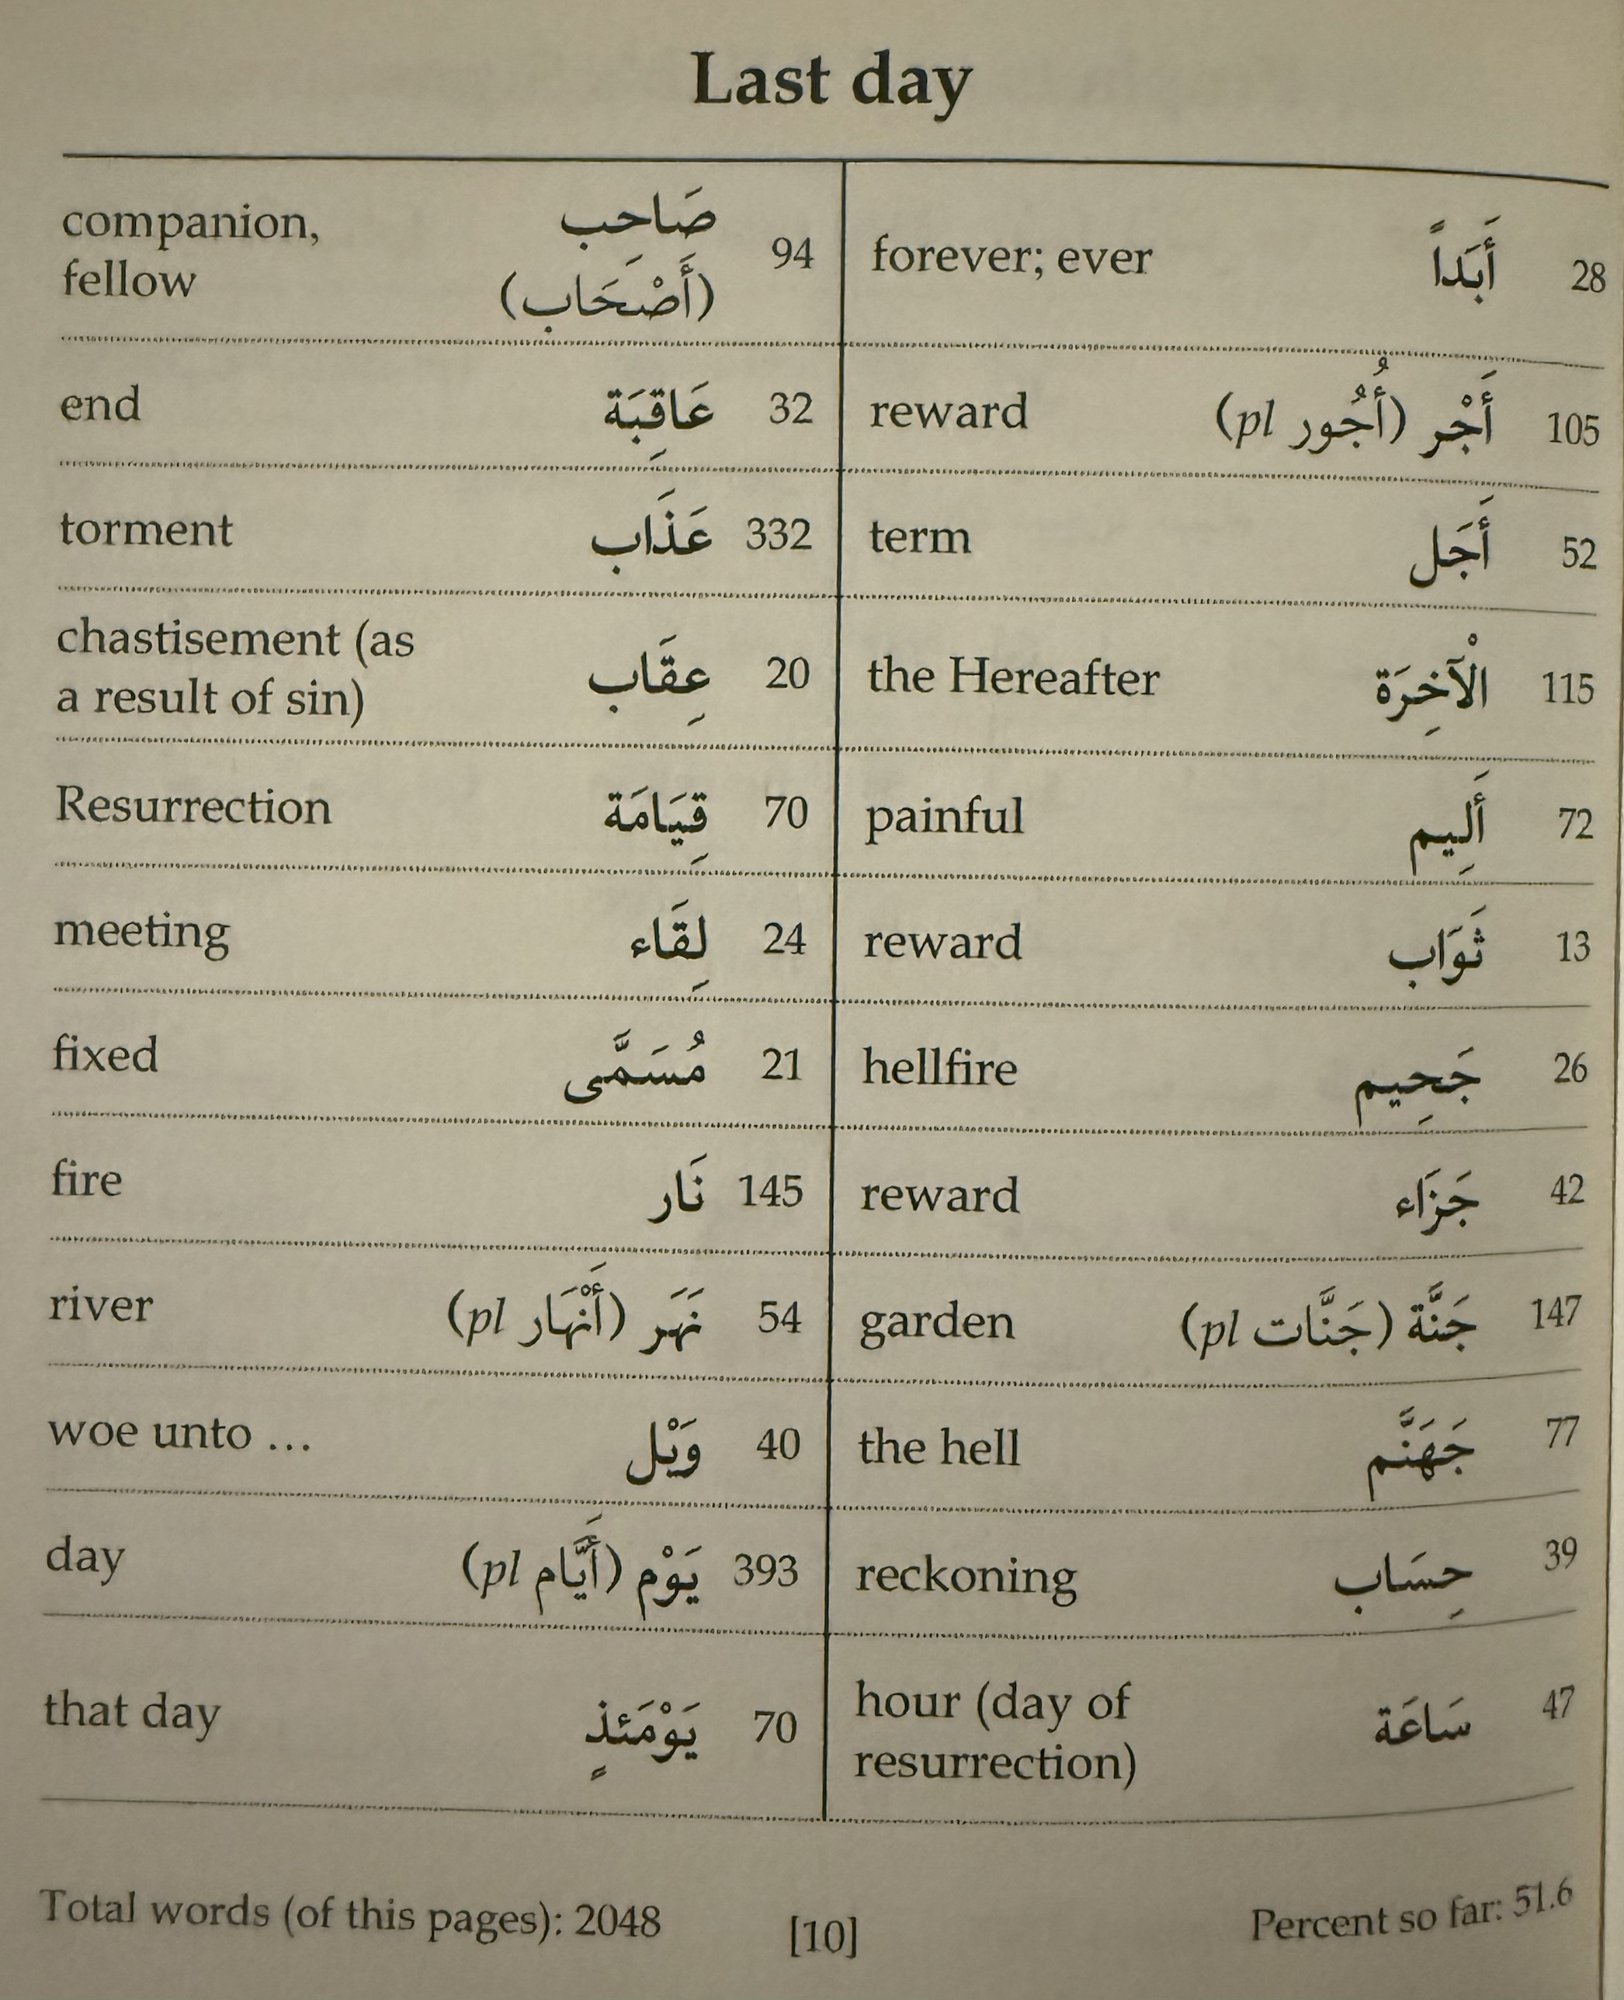 Last day
companion, صَاحِب 94
fellow (أَصْحَاب)
forever; ever أَبَداً 28
end عَاقِبَة 32
reward أَجْر (أُجُور pl) 105
torment عَذَاب 332
term أَجَل 52
chastisement (as
a result of sin) عِقَاب 20
the Hereafter الْآخِرَة 115
Resurrection قِيَامَة 70
painful أَلِيم 72
meeting لِقَاء 24
reward ثَوَاب 13
fixed مُسَمَّى 21
hellfire جَحِيم 26
fire نَار 145
reward جَزَاء 42
river نَهَر (أَنْهَار pl) 54
garden جَنَّة (جَنَّات pl) 147
woe unto ... وَيْل 40
the hell جَهَنَّم 77
day يَوْم (أَيَّام pl) 393
reckoning حِسَاب 39
that day يَوْمَئذٍ 70
hour (day of
resurrection) سَاعَة 47
Total words (of this pages): 2048 [10] Percent so far: 51.6